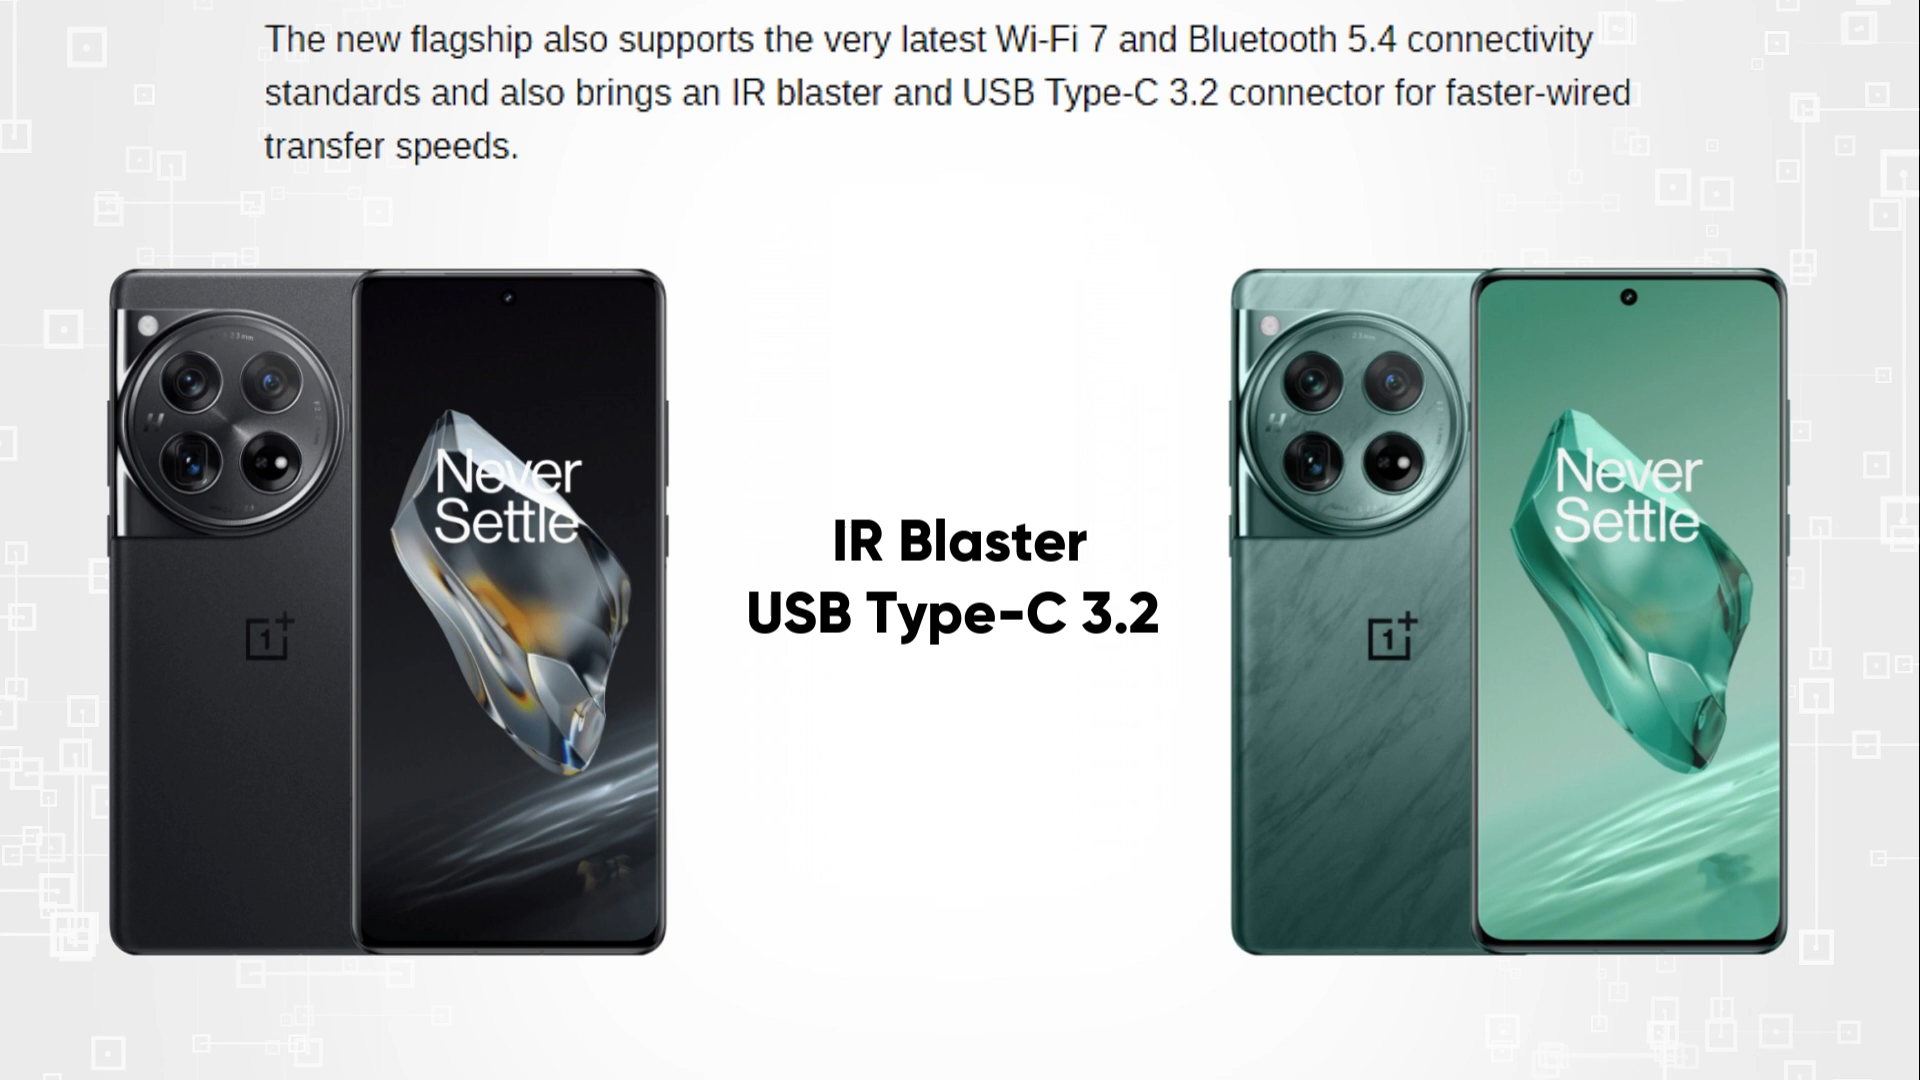 The new flagship also supports the very latest Wi-Fi 7 and Bluetooth 5.4 connectivity
standards and also brings an IR blaster and USB Type-C 3.2 connector for faster-wired
transfer speeds.
Never
Settle
IR Blaster
USB Type-C 3.2
Never
Settle